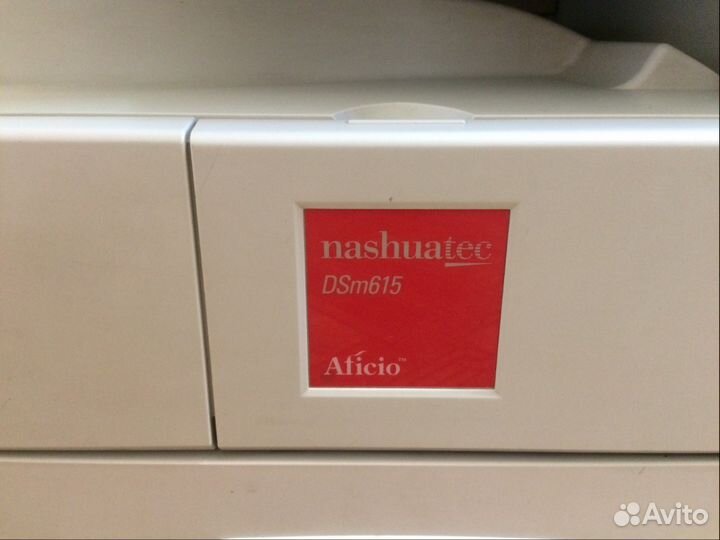 nashuatec
DSm615
Aficio™
Avito